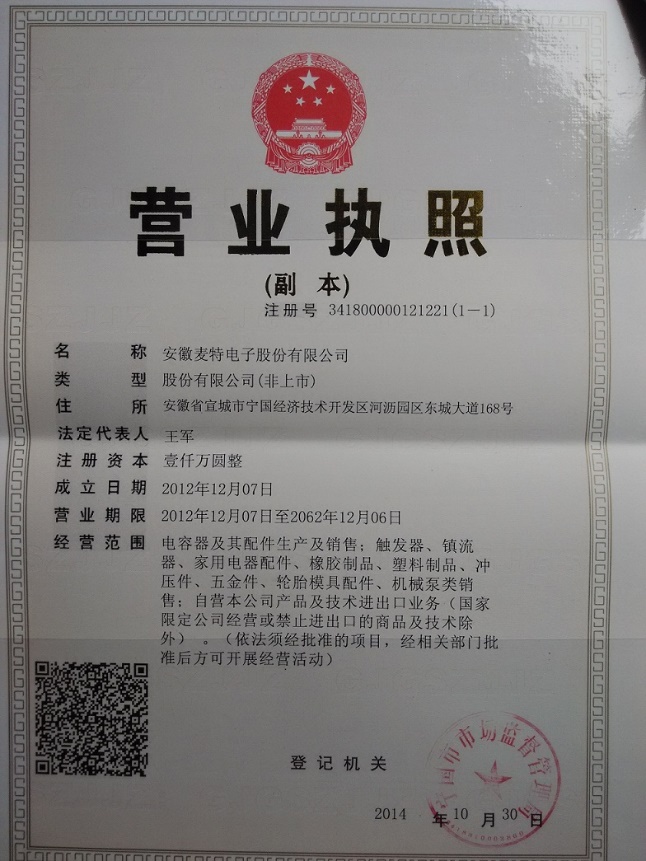 营业执照
(副 本)
注册号 341800000121221(1-1)
名 称 安徽麦特电子股份有限公司
类 型 股份有限公司(非上市)
住 所 安徽省宣城市宁国经济技术开发区河沥园区东城大道168号
法定代表人 王军
注册资本 壹仟万圆整
成立日期 2012年12月07日
营业期限 2012年12月07日至2062年12月06日
经营范围 电容器及其配件生产及销售；触发器、镇流
器、家用电器配件、橡胶制品、塑料制品、冲
压件、五金件、轮胎模具配件、机械泵类销
售；自营本公司产品及技术进出口业务（国家
限定公司经营或禁止进出口的商品及技术除
外）。（依法须经批准的项目，经相关部门批
准后方可开展经营活动）
登记机关
宁国市市场监督管理局
2014 年 10 月 30 日